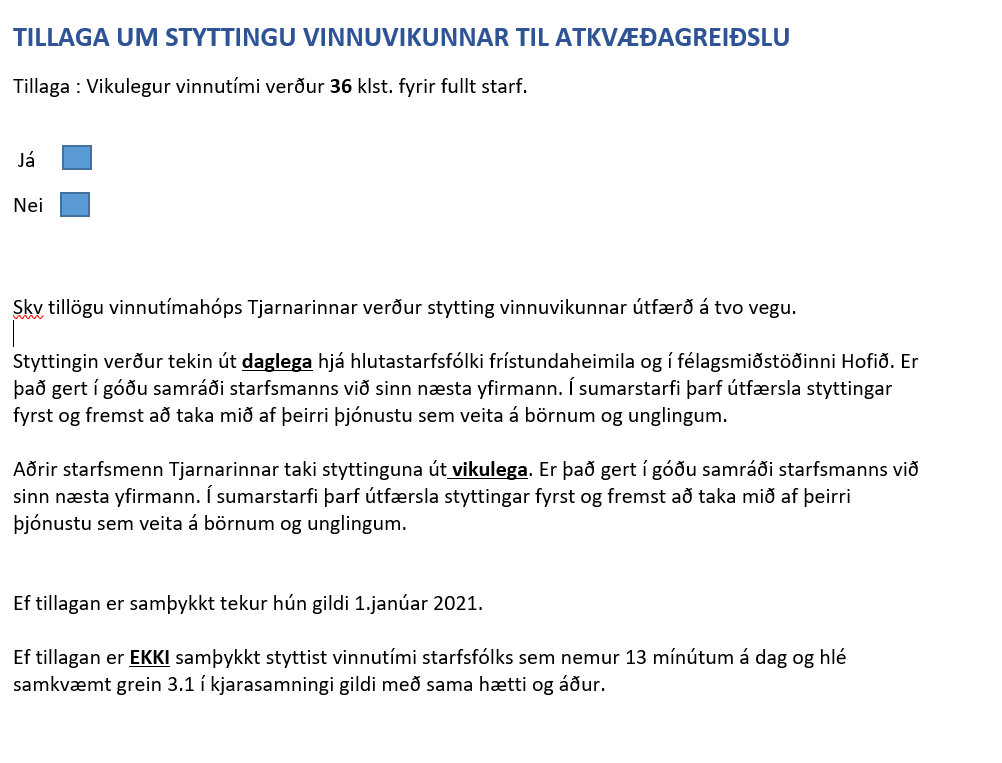 TILLAGA UM STYTTINGU VINNUVIKUNNAR TIL ATKVÆÐAGREIÐSLU
Tillaga : Vikulegur vinnutími verður 36 klst. fyrir fullt starf.
Já
Nei
Skv tillögu vinnutímahóps Tjarnarinnar verður stytting vinnuvikunnar útfærð á tvo vegu.
Styttingin verður tekin út daglega hjá hlutastarfsfólki frístundaheimila og í félagsmiðstöðinni Hofið. Er
það gert í góðu samráði starfsmanns við sinn næsta yfirmann. Í sumarstarfi þarf útfærsla styttingar
fyrst og fremst að taka mið af þeirri þjónustu sem veita á börnum og unglingum.
Aðrir starfsmenn Tjarnarinnar taki styttinguna út vikulega. Er það gert í góðu samráði starfsmanns við
sinn næsta yfirmann. Í sumarstarfi þarf útfærsla styttingar fyrst og fremst að taka mið af þeirri
þjónustu sem veita á börnum og unglingum.
Ef tillagan er samþykkt tekur hún gildi 1.janúar 2021.
Ef tillagan er EKKI samþykkt styttist vinnutími starfsfólks sem nemur 13 mínútum á dag og hlé
samkvæmt grein 3.1 í kjarasamningi gildi með sama hætti og áður.